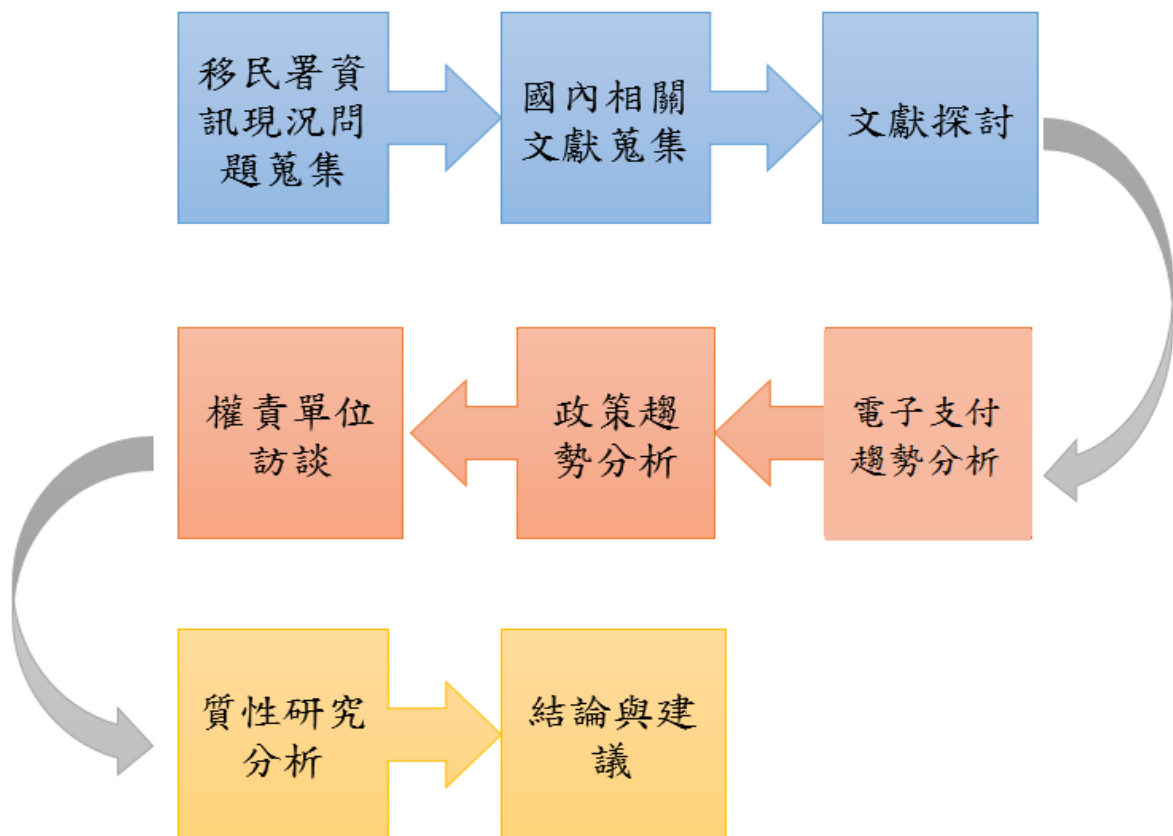 移民署資
訊現況問
題蒐集
國內相關
文獻蒐集
文獻探討
電子支付
趨勢分析
政策趨
勢分析
權責單位
訪談
質性研究
分析
結論與建
議